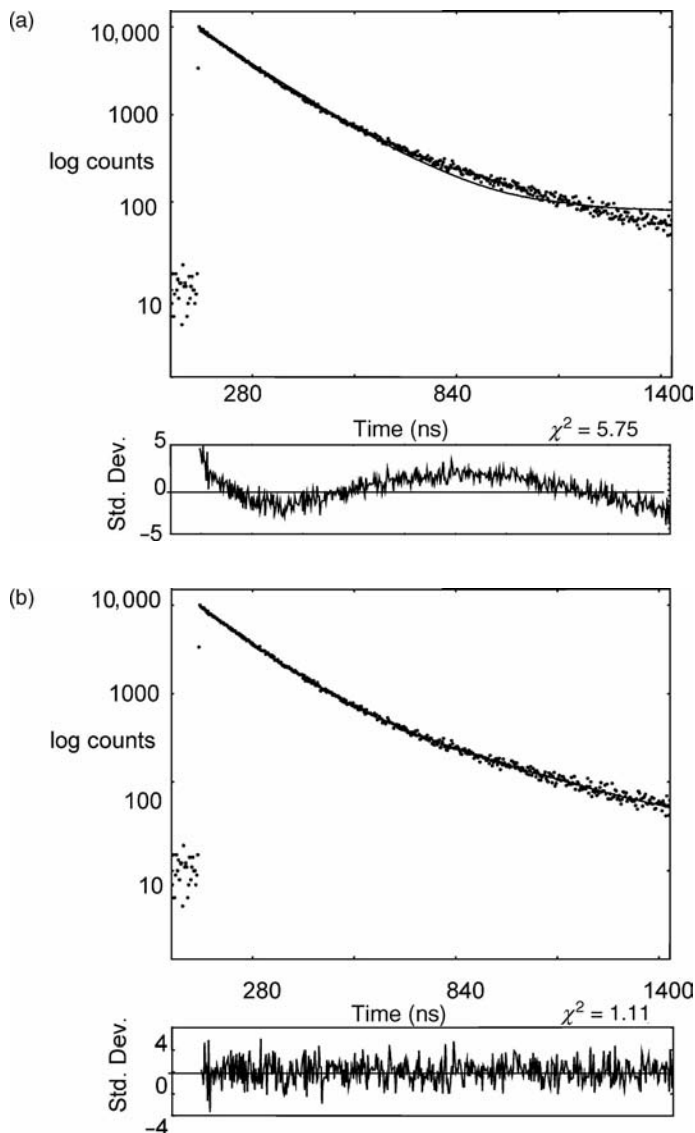 (a)
10,000
1000
log counts
100
10
280 840 1400
Time (ns) χ² = 5.75
5
Std. Dev.
0
−5
(b)
10,000
1000
log counts
100
10
280 840 1400
Time (ns) χ² = 1.11
4
Std. Dev.
0
−4